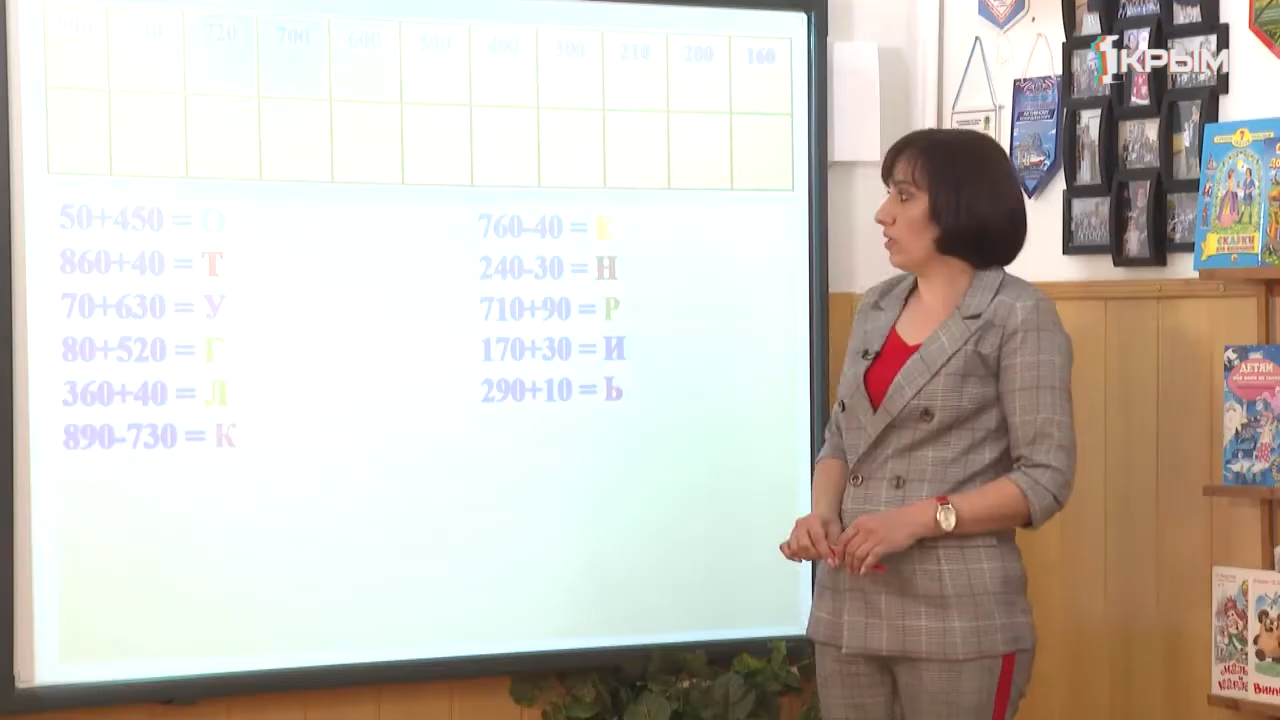 720 700 600 500 400 300 210 200 160
50+450 = О
860+40 = Т
70+630 = У
80+520 = Г
360+40 = Л
890-730 = К
760-40 = Е
240-30 = Н
710+90 = Р
170+30 = И
290+10 = Ь
1КРЫМ
СКАЗКИ
ДЕТЯМ